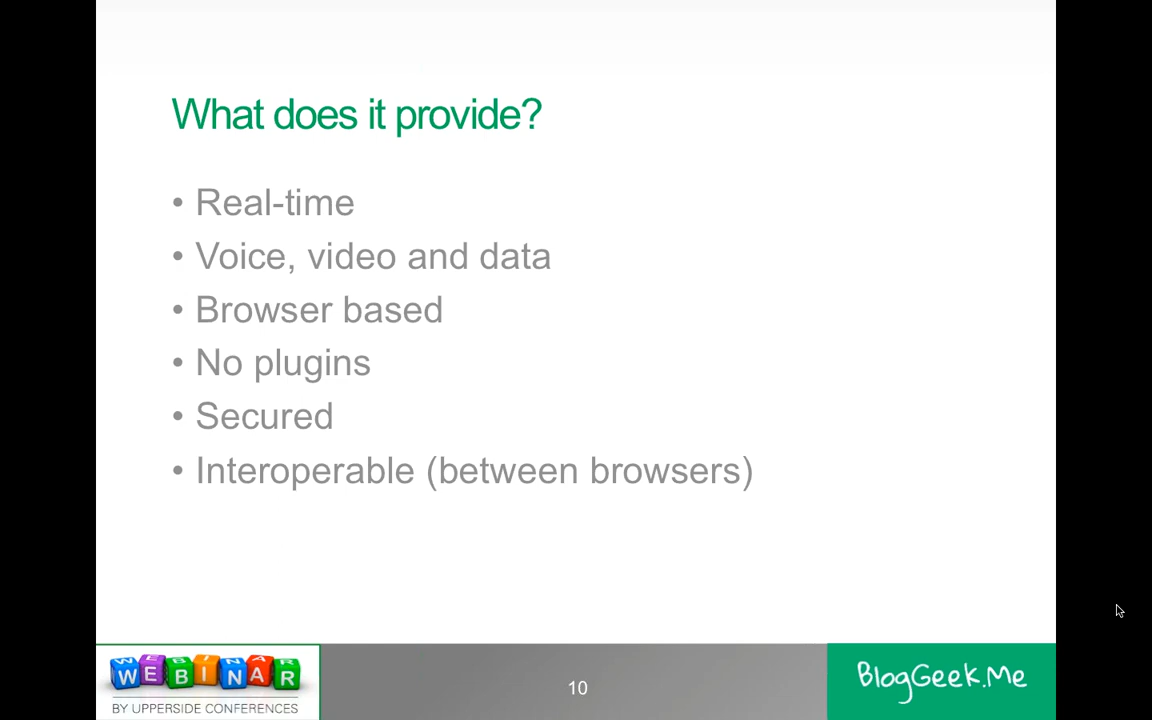 What does it provide?
• Real-time
• Voice, video and data
• Browser based
• No plugins
• Secured
• Interoperable (between browsers)
WEBINAR
BY UPPERSIDE CONFERENCES
10
BlogGeek.Me